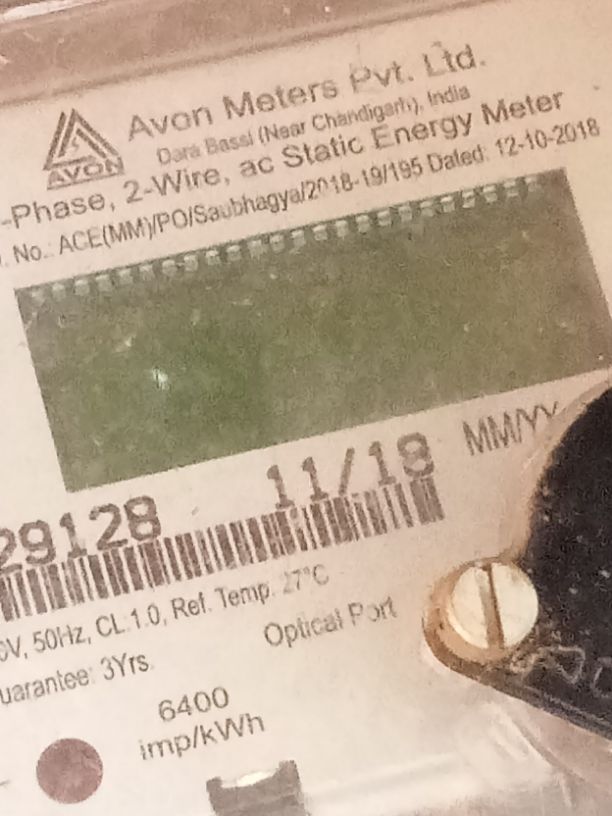 Avon Meters Pvt. Ltd.
Dara Bassi (Near Chandigarh), India
AVON
-Phase, 2-Wire, ac Static Energy Meter
. No.: ACE(MM)/PO/Saubhagya/2018-19/195 Dated: 12-10-2018
29128 11/18 MM/YY
0V, 50Hz, CL.1.0, Ref. Temp. 27°C
uarantee: 3Yrs. Optical Port
6400
imp/kWh